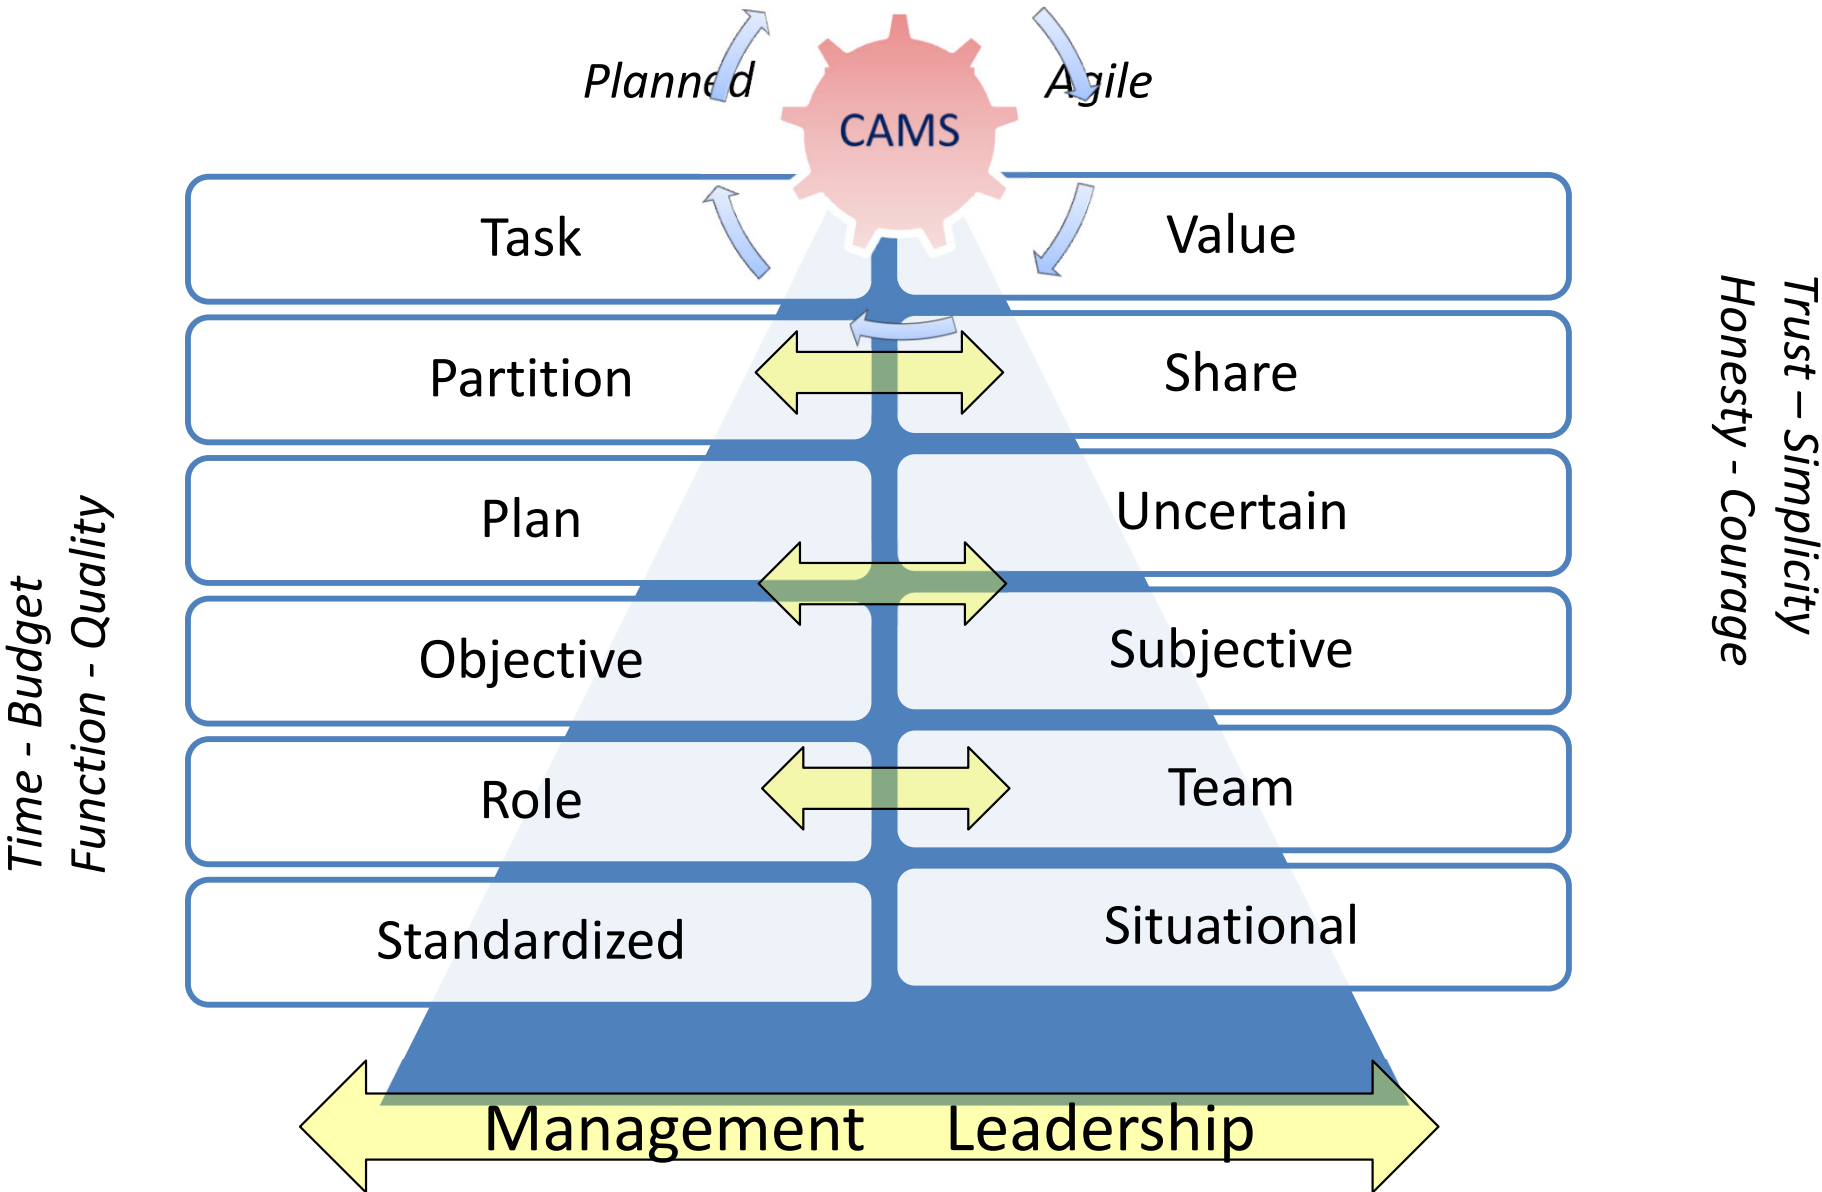 Planned
Agile
CAMS
Task
Value
Partition
Share
Plan
Uncertain
Objective
Subjective
Role
Team
Standardized
Situational
Management Leadership
Time - Budget
Function - Quality
Trust – Simplicity
Honesty - Courage